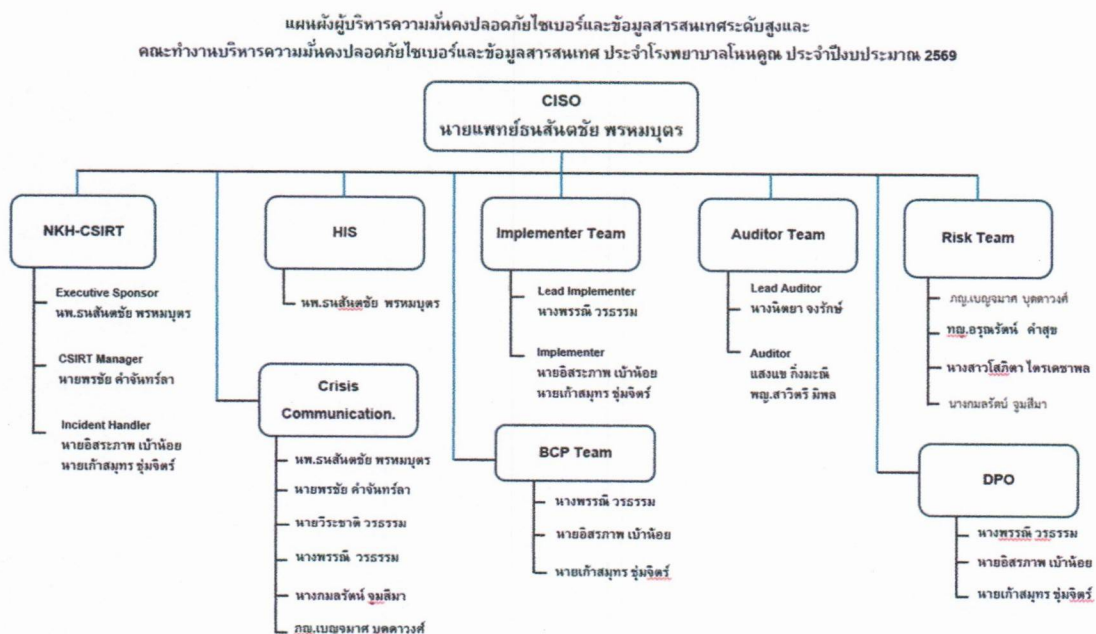 แผนผังผู้บริหารความมั่นคงปลอดภัยไซเบอร์และข้อมูลสารสนเทศระดับสูงและ
คณะทำงานบริหารความมั่นคงปลอดภัยไซเบอร์และข้อมูลสารสนเทศ ประจำโรงพยาบาลโนนคูณ ประจำปีงบประมาณ 2569
CISO
นายแพทย์ธนสันตชัย พรหมบุตร
NKH-CSIRT
Executive Sponsor
นพ.ธนสันตชัย พรหมบุตร
CSIRT Manager
นายพรชัย คำจันทร์ลา
Incident Handler
นายอิสระภาพ เบ้าน้อย
นายเก้าสมุทร ชุ่มจิตร์
HIS
นพ.ธนสันตชัย พรหมบุตร
Crisis
Communication.
นพ.ธนสันตชัย พรหมบุตร
นายพรชัย คำจันทร์ลา
นายวีระชาติ วรธรรม
นางพรรณี วรธรรม
นางกมลรัตน์ จูมสีมา
ภญ.เบญจมาศ บุดดาวงศ์
Implementer Team
Lead Implementer
นางพรรณี วรธรรม
Implementer
นายอิสระภาพ เบ้าน้อย
นายเก้าสมุทร ชุ่มจิตร์
BCP Team
นางพรรณี วรธรรม
นายอิสรภาพ เบ้าน้อย
นายเก้าสมุทร ชุ่มจิตร์
Auditor Team
Lead Auditor
นางนิตยา จงรักษ์
Auditor
แสงแข กิ่งมะณี
พญ.สาวิตรี มีพล
Risk Team
ภญ.เบญจมาศ บุดดาวงศ์
ทญ.อรุณรัตน์ คำสุข
นางสาวโสภิตา ไตรเดชาพล
นางกมลรัตน์ จูมสีมา
DPO
นางพรรณี วรธรรม
นายอิสรภาพ เบ้าน้อย
นายเก้าสมุทร ชุ่มจิตร์